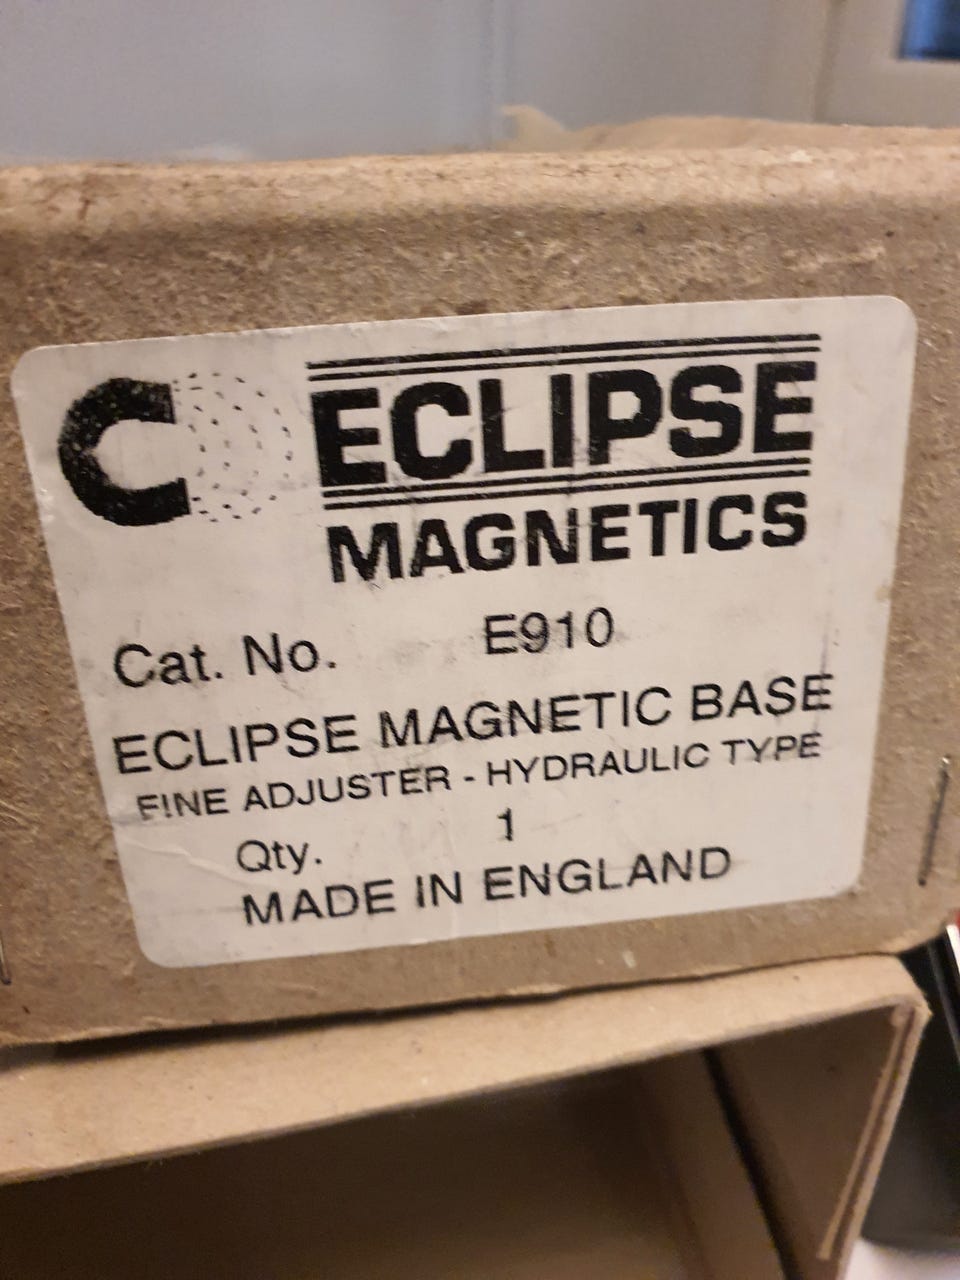 ECLIPSE
MAGNETICS
Cat. No. E910
ECLIPSE MAGNETIC BASE
FINE ADJUSTER - HYDRAULIC TYPE
Qty. 1
MADE IN ENGLAND